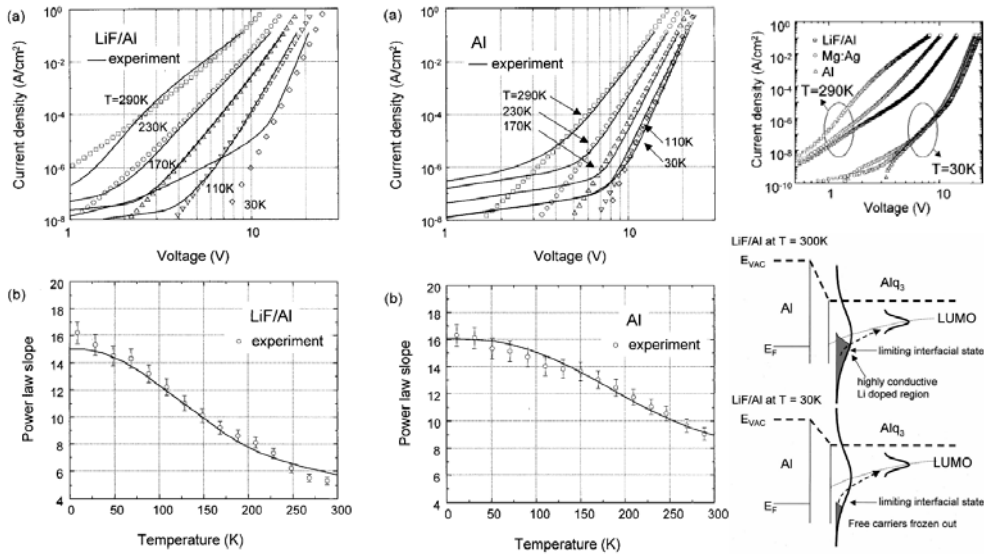 (a)
Current density (A/cm²)
10⁰
10⁻²
10⁻⁴
10⁻⁶
10⁻⁸
LiF/Al
experiment
T=290K
230K
170K
110K
30K
1
10
Voltage (V)
(a)
Current density (A/cm²)
10⁰
10⁻²
10⁻⁴
10⁻⁶
10⁻⁸
Al
experiment
T=290K
230K
170K
110K
30K
1
10
Voltage (V)
Current density (A/cm²)
10⁰
10⁻²
10⁻⁴
10⁻⁶
10⁻⁸
10⁻¹⁰
LiF/Al
Mg:Ag
Al
T=290K
T=30K
1
10
Voltage (V)
(b)
Power law slope
20
18
16
14
12
10
8
6
4
LiF/Al
experiment
0 50 100 150 200 250 300
Temperature (K)
(b)
Power law slope
20
18
16
14
12
10
8
6
4
Al
experiment
0 50 100 150 200 250 300
Temperature (K)
LiF/Al at T = 300K
EVAC
Alq₃
Al
LUMO
EF
limiting interfacial state
highly conductive
Li doped region
LiF/Al at T = 30K
EVAC
Alq₃
Al
LUMO
EF
limiting interfacial state
Free carriers frozen out